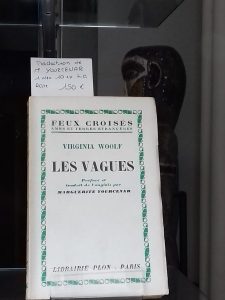 Traduction de
M. YOURCENAR
150 €
FEUX CROISÉS
AMES ET TERRES ÉTRANGÈRES
VIRGINIA WOOLF
LES VAGUES
Préface et
traduit de l'anglais par
MARGUERITE YOURCENAR
LIBRAIRIE PLON - PARIS